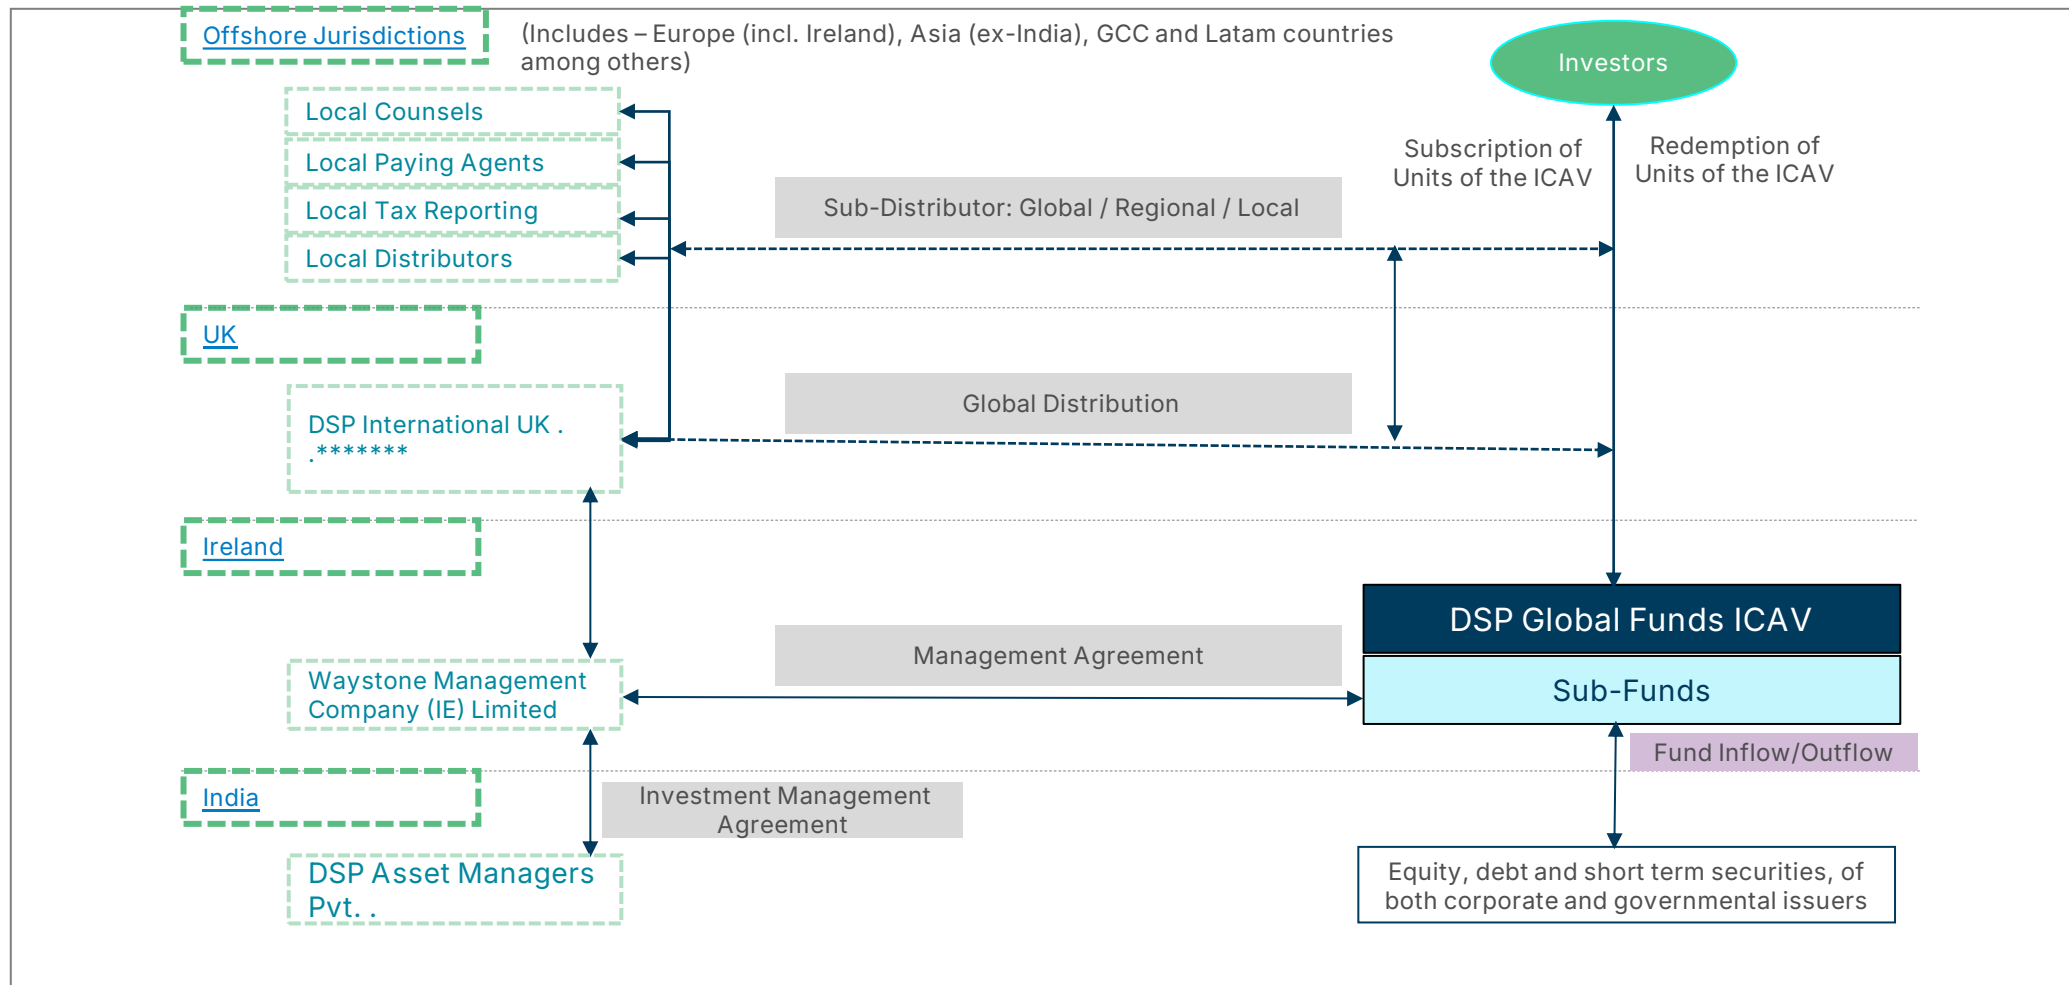 Offshore Jurisdictions
(Includes – Europe (incl. Ireland), Asia (ex-India), GCC and Latam countries
among others)
Investors
Local Counsels
Local Paying Agents
Local Tax Reporting
Local Distributors
Subscription of
Units of the ICAV
Redemption of
Units of the ICAV
Sub-Distributor: Global / Regional / Local
UK
Global Distribution
DSP International UK .
.*******
Ireland
DSP Global Funds ICAV
Management Agreement
Sub-Funds
Waystone Management
Company (IE) Limited
Fund Inflow/Outflow
India
Investment Management
Agreement
DSP Asset Managers
Pvt. .
Equity, debt and short term securities, of
both corporate and governmental issuers